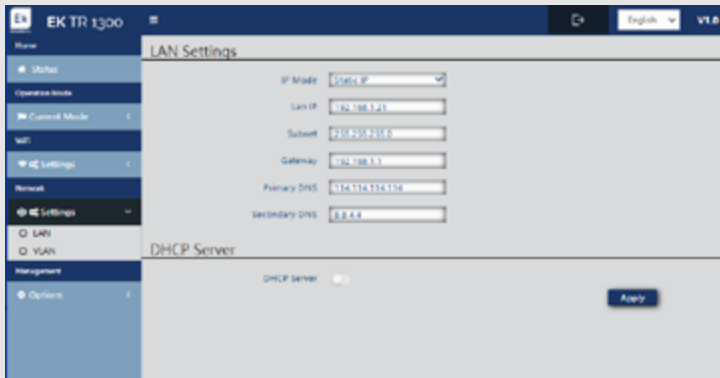 Ek
EK TR 1300
English
V1.0
Home
Status
Operation Mode
Current Mode
WiFi
Settings
Network
Settings
LAN
VLAN
Management
Options
LAN Settings
IP Mode Static IP
Lan IP 192.168.1.21
Subnet 255.255.255.0
Gateway 192.168.1.1
Primary DNS 114.114.114.114
Secondary DNS 8.8.4.4
DHCP Server
DHCP Server
Apply